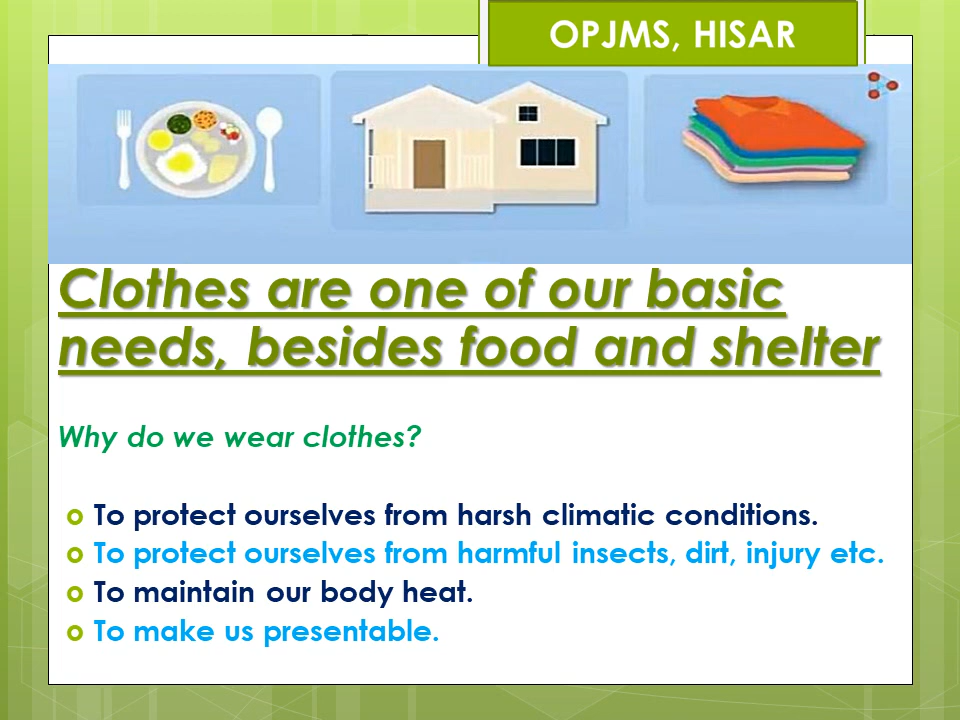 OPJMS, HISAR
Clothes are one of our basic
needs, besides food and shelter
Why do we wear clothes?
To protect ourselves from harsh climatic conditions.
To protect ourselves from harmful insects, dirt, injury etc.
To maintain our body heat.
To make us presentable.